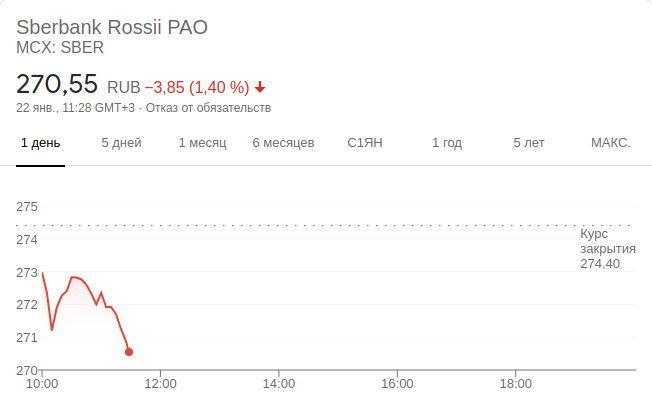 Sberbank Rossii PAO
MCX: SBER
270,55 RUB −3,85 (1,40 %)
22 янв., 11:28 GMT+3 · Отказ от обязательств
1 день 5 дней 1 месяц 6 месяцев С1ЯН 1 год 5 лет МАКС.
275
274
273
272
271
270
Курс
закрытия
274,40
10:00 12:00 14:00 16:00 18:00